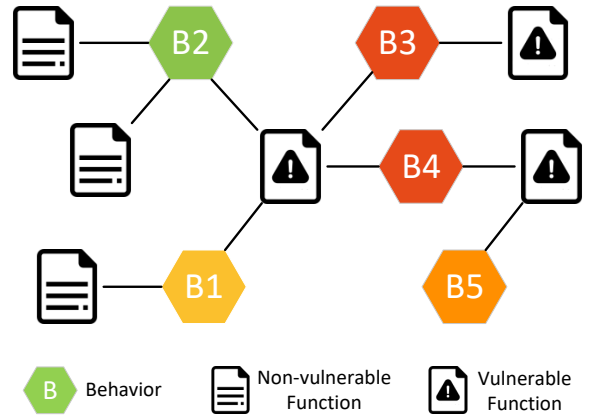 B2
B3
B4
B1
B5
B
Behavior
Non-vulnerable
Function
Vulnerable
Function